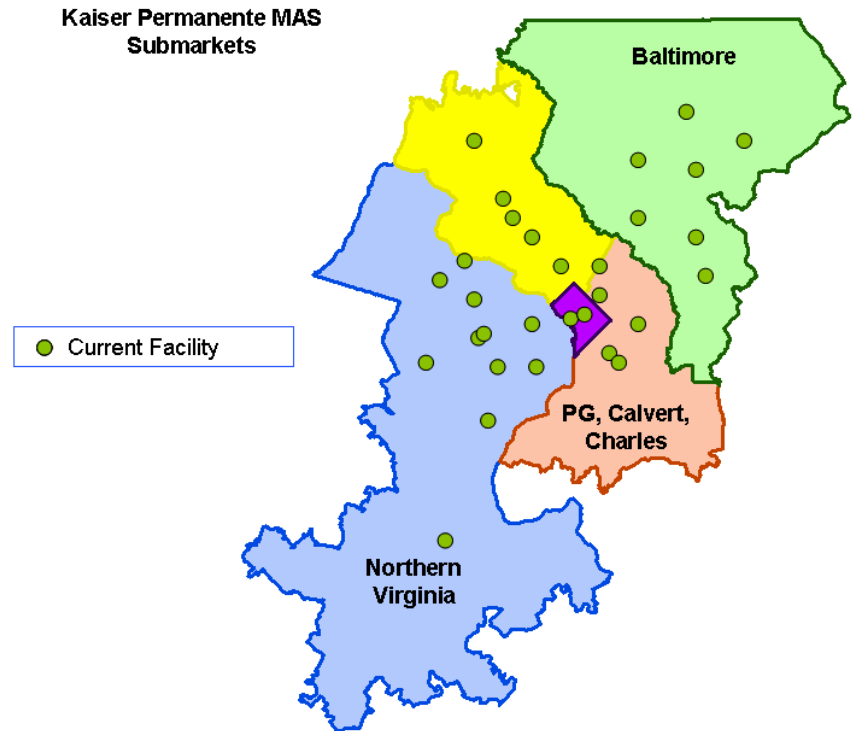 Kaiser Permanente MAS
Submarkets
Baltimore
Current Facility
PG, Calvert,
Charles
Northern
Virginia